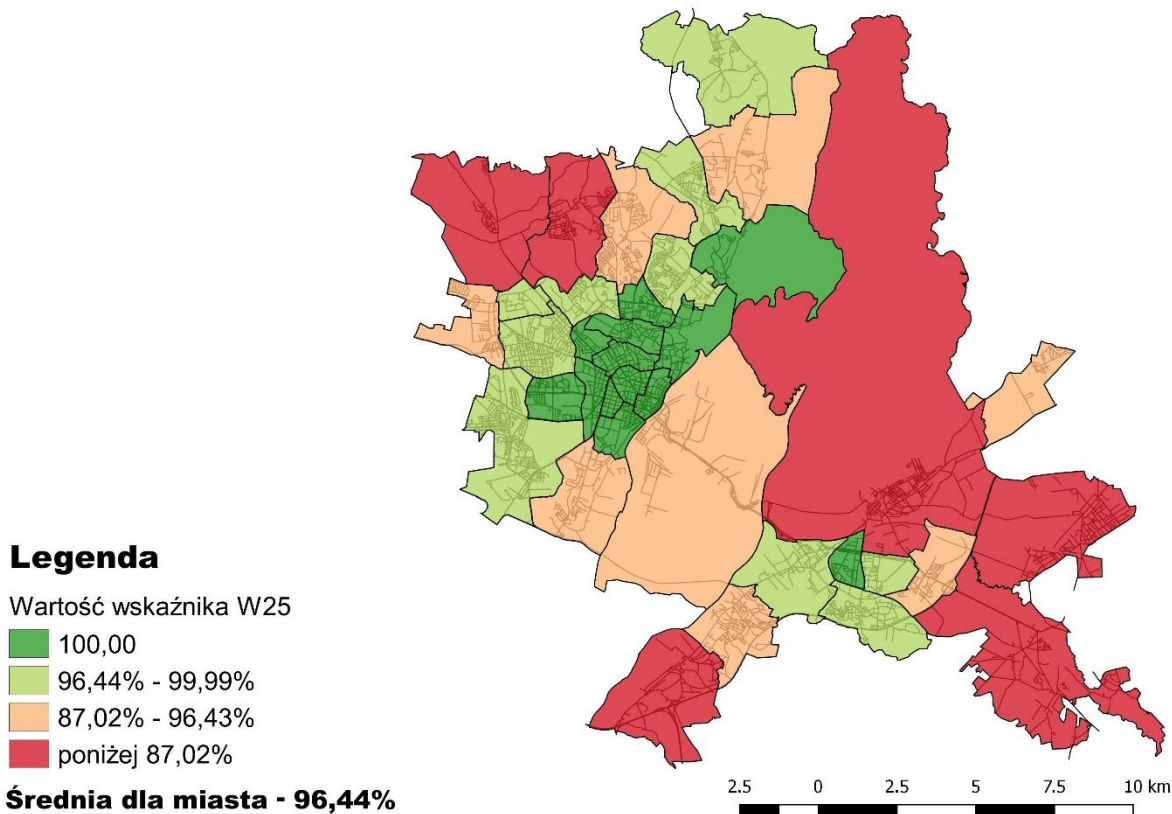 Legenda
Wartość wskaźnika W25
100,00
96,44% - 99,99%
87,02% - 96,43%
poniżej 87,02%
Średnia dla miasta - 96,44%
2.5 0 2.5 5 7.5 10 km